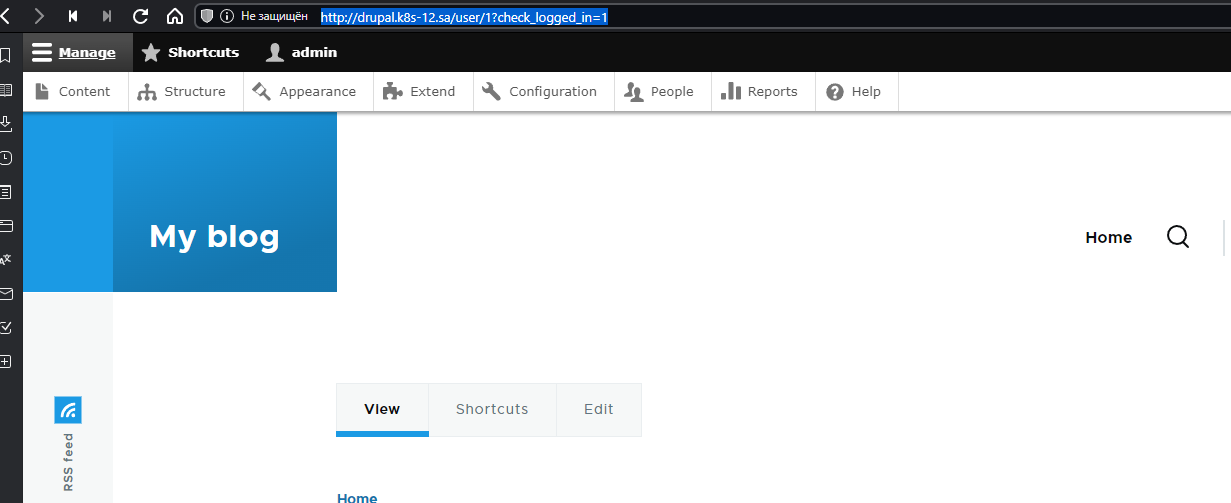 Не защищён http://drupal.k8s-12.sa/user/1?check_logged_in=1
Manage Shortcuts admin
Content Structure Appearance Extend Configuration People Reports Help
My blog
Home
View Shortcuts Edit
RSS feed
Home